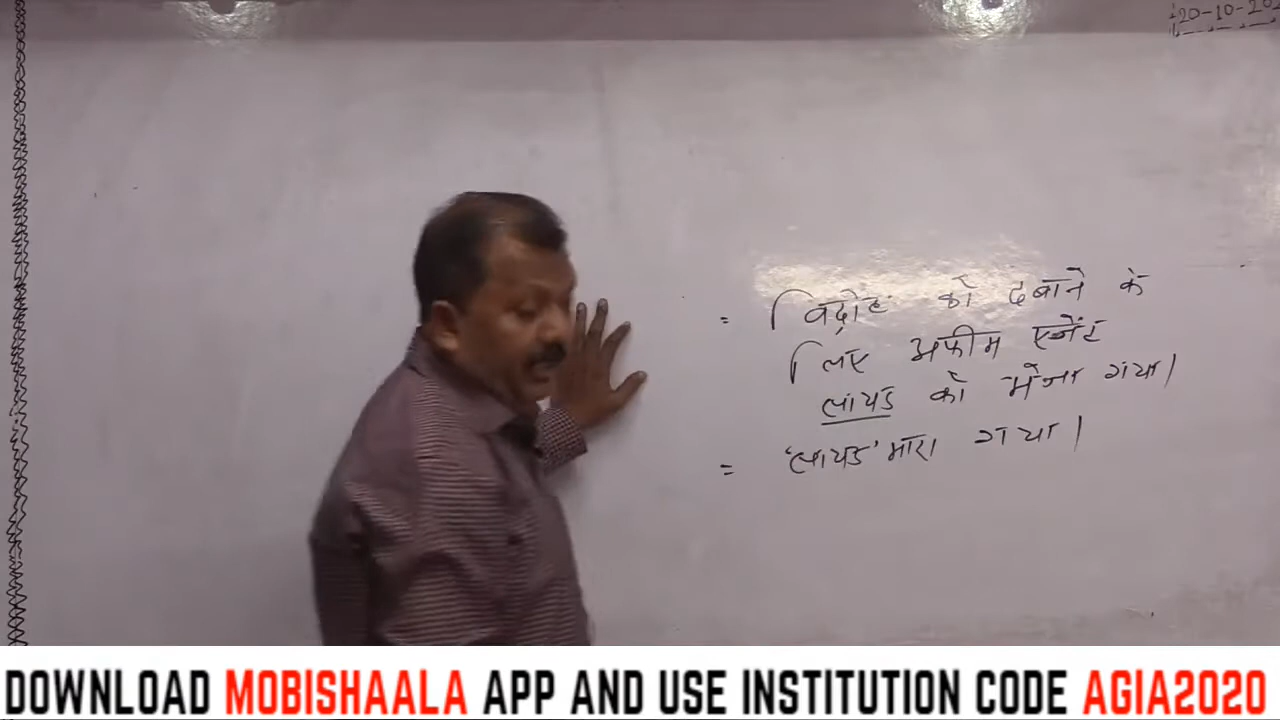 20-10-20
= विद्रोह को दबाने के
लिए अफीम एजेंट
लायड को भेजा गया।
= 'लायड' मारा गया।
DOWNLOAD MOBISHAALA APP AND USE INSTITUTION CODE AGIA2020